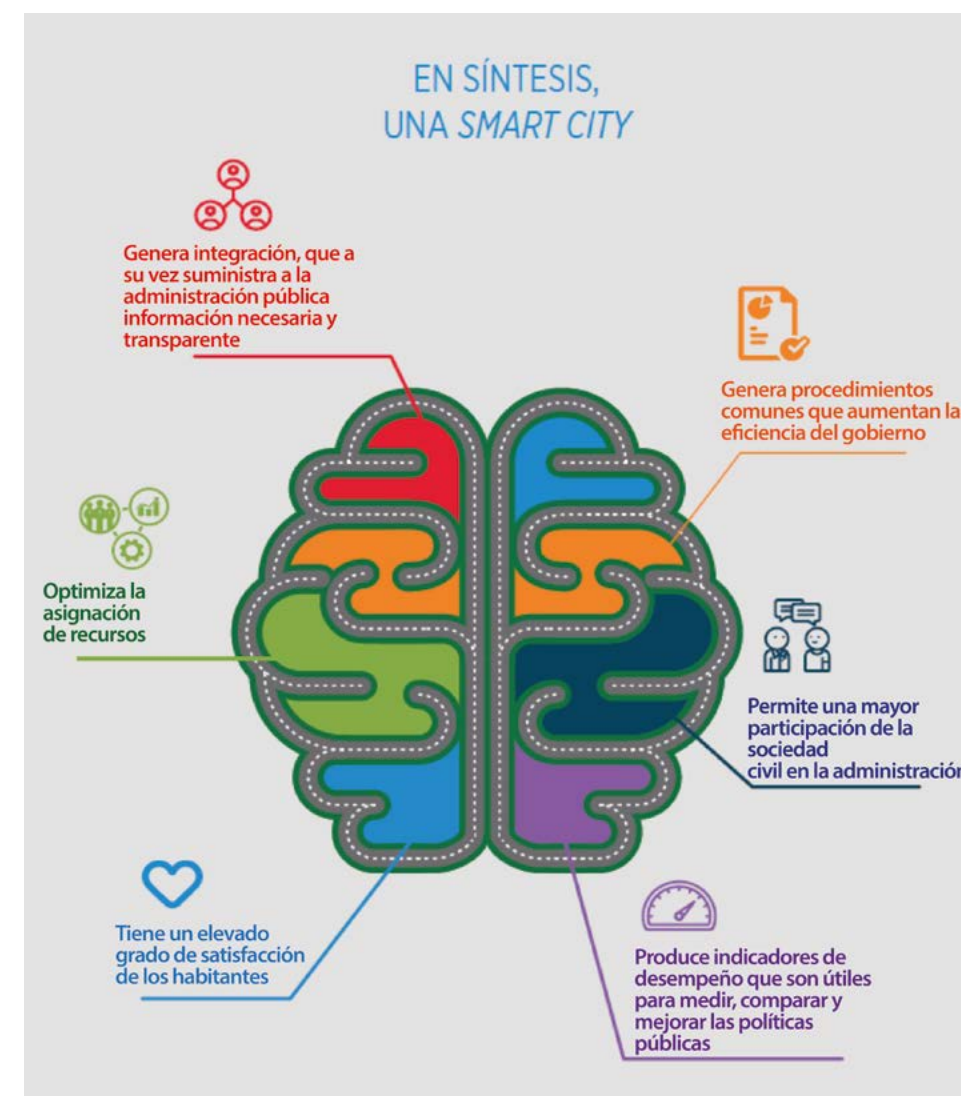 EN SÍNTESIS,
UNA SMART CITY
Genera integración, que a
su vez suministra a la
administración pública
información necesaria y
transparente
Genera procedimientos
comunes que aumentan la
eficiencia del gobierno
Optimiza la
asignación
de recursos
Permite una mayor
participación de la
sociedad
civil en la administración
Tiene un elevado
grado de satisfacción
de los habitantes
Produce indicadores de
desempeño que son útiles
para medir, comparar y
mejorar las políticas
públicas